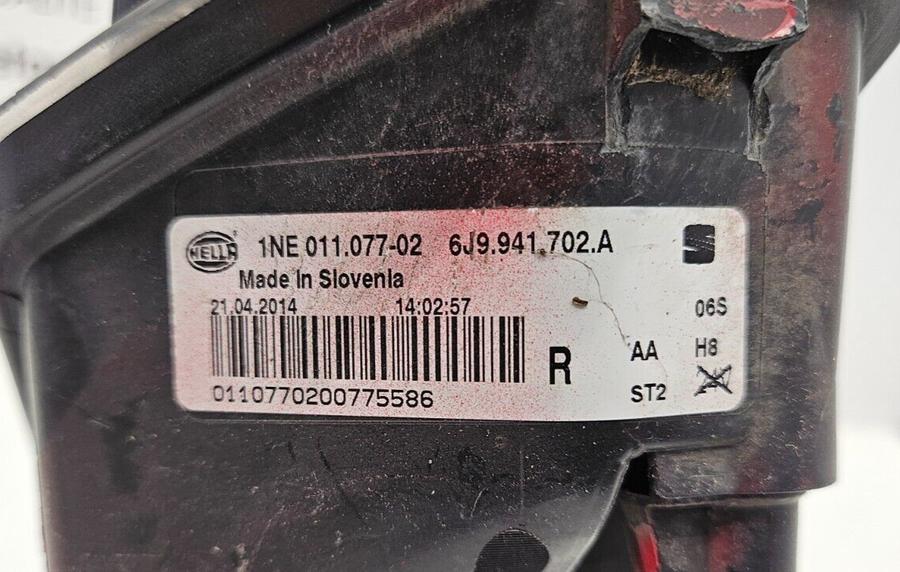 HELLA 1NE 011.077-02 6J9.941.702.A
Made In Slovenia
21.04.2014 14:02:57
06S
R AA H8
ST2
0110770200775586